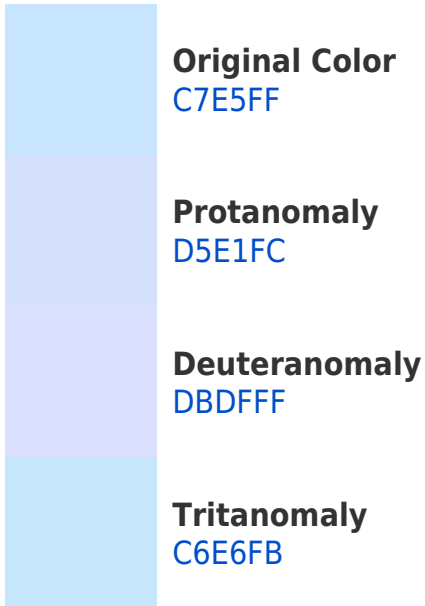 Original Color
C7E5FF
Protanomaly
D5E1FC
Deuteranomaly
DBDFFF
Tritanomaly
C6E6FB